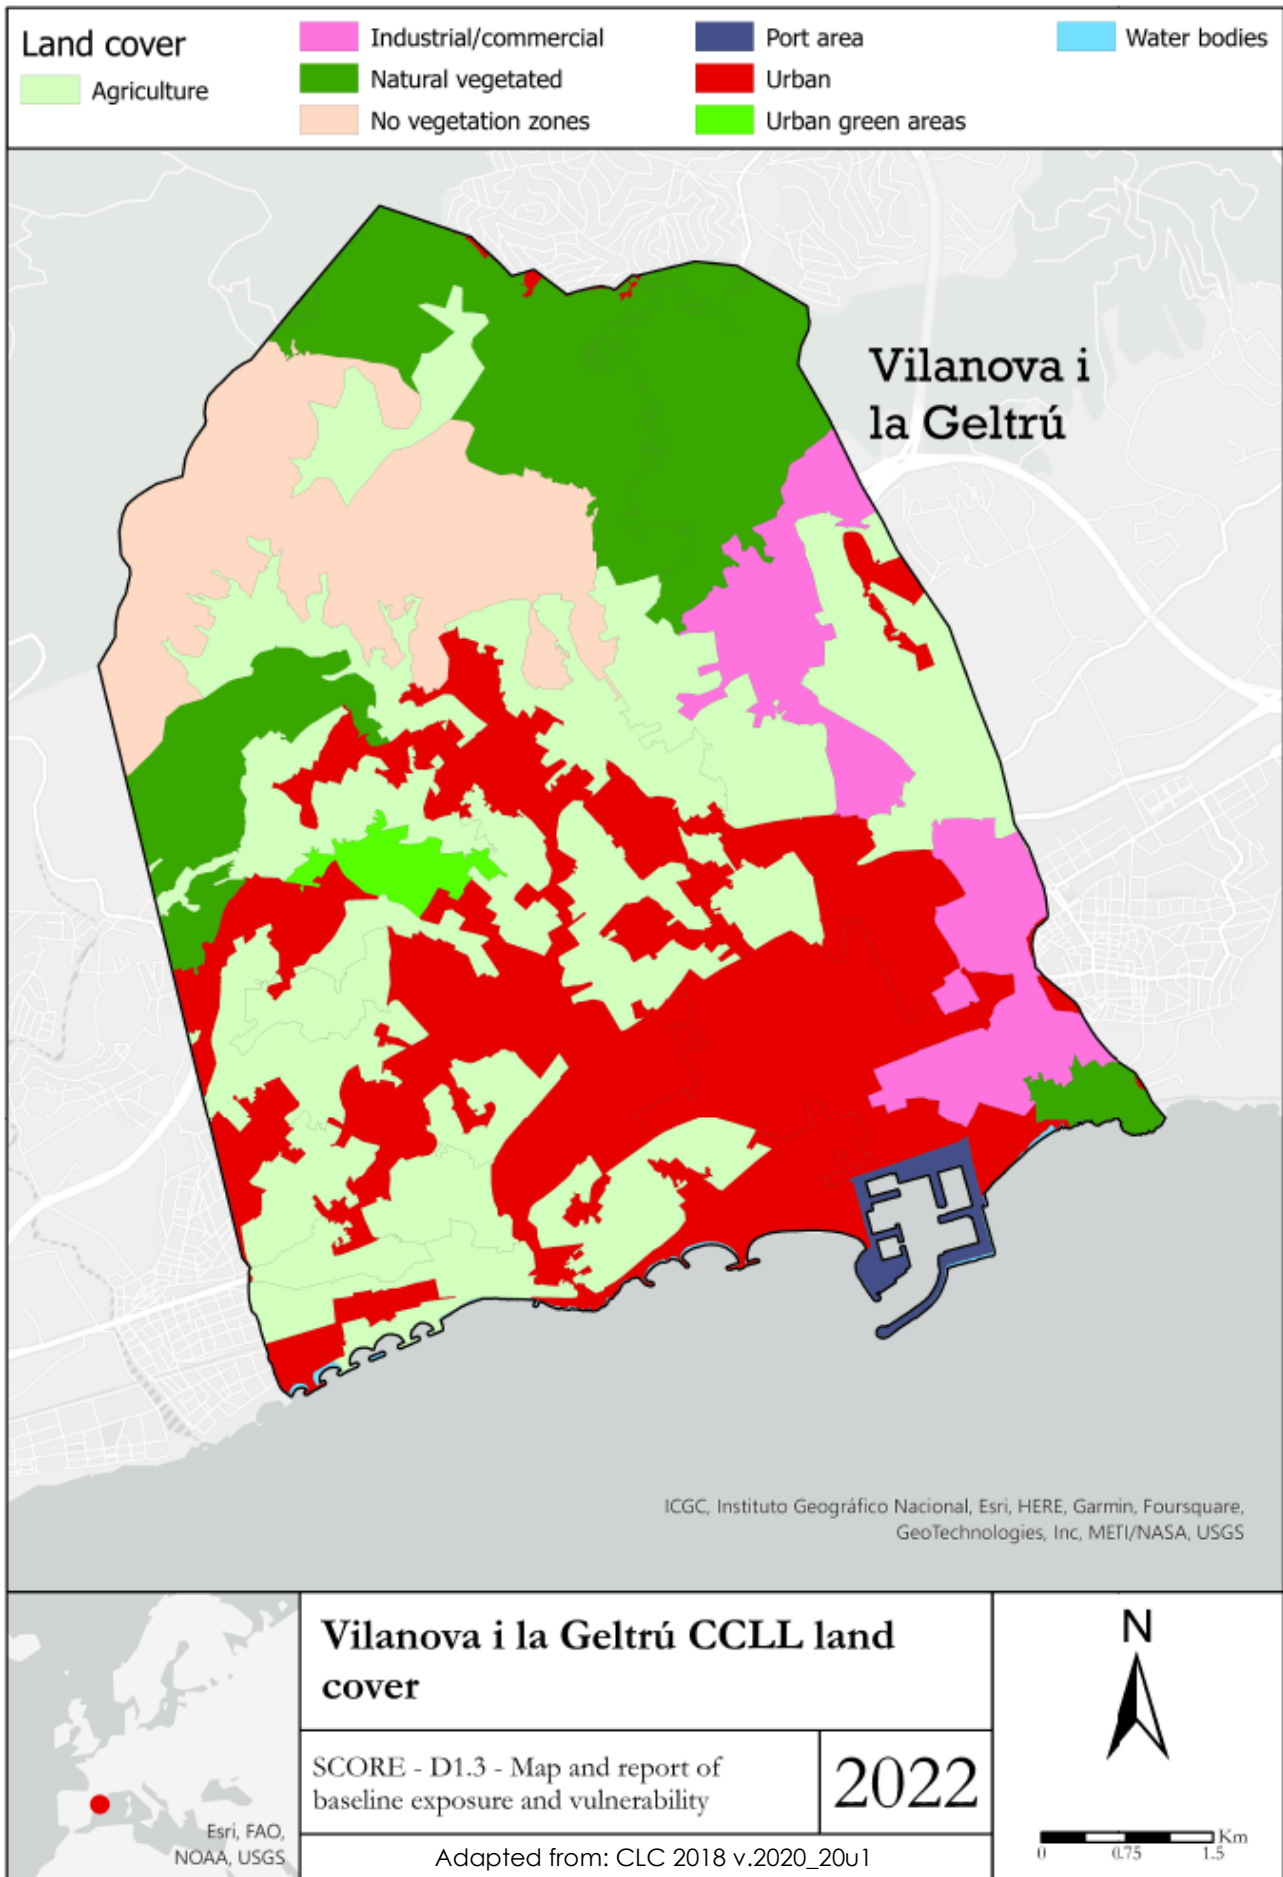 Land cover
Agriculture
Industrial/commercial
Natural vegetated
No vegetation zones
Port area
Urban
Urban green areas
Water bodies
Vilanova i
la Geltrú
ICGC, Instituto Geográfico Nacional, Esri, HERE, Garmin, Foursquare,
GeoTechnologies, Inc, METI/NASA, USGS
Esri, FAO,
NOAA, USGS
Vilanova i la Geltrú CCLL land
cover
SCORE - D1.3 - Map and report of
baseline exposure and vulnerability
2022
Adapted from: CLC 2018 v.2020_20u1
N
Km
0 0.75 1.5